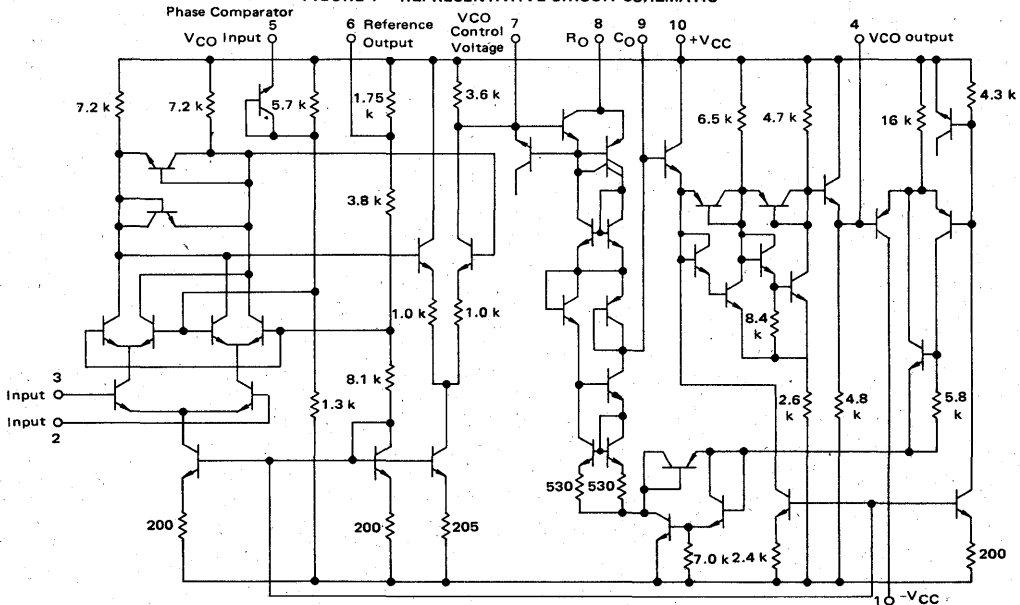 Phase Comparator
VCO Input
5
6 Reference
Output
VCO
Control
Voltage
7
8
RO
9
CO
10
+VCC
4
VCO output
7.2 k
7.2 k
5.7 k
1.75
k
3.6 k
6.5 k
4.7 k
16 k
4.3 k
3.8 k
1.0 k
1.0 k
8.4
k
8.1 k
1.3 k
3
Input
Input
2
2.6
k
4.8
k
5.8
k
530
530
200
200
205
7.0 k
2.4 k
200
1
-VCC